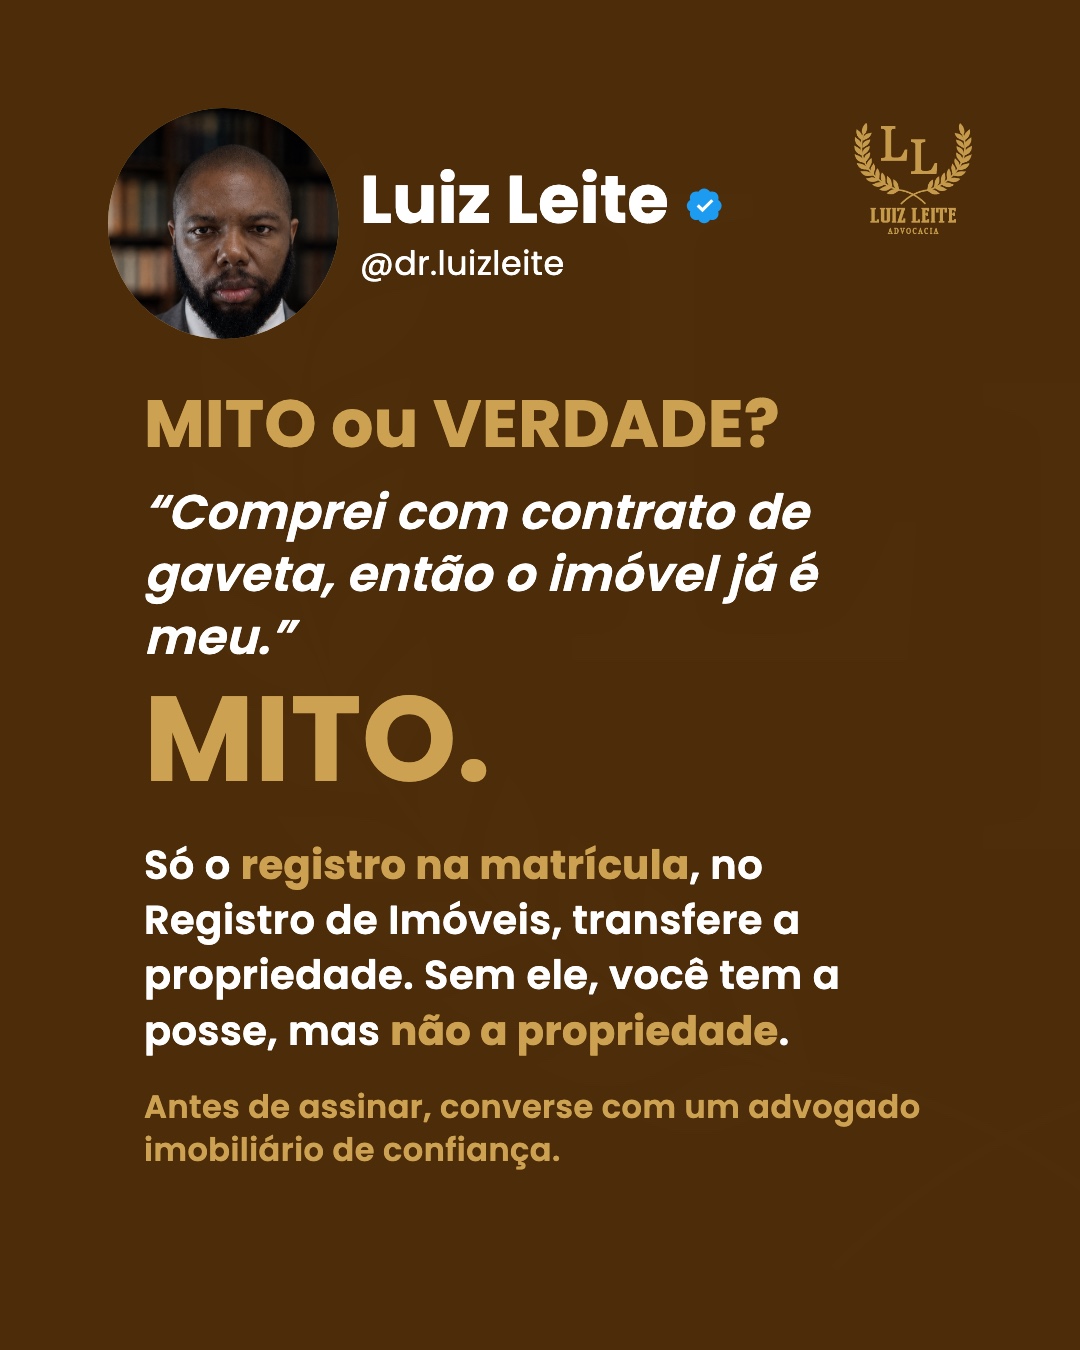 Luiz Leite
@dr.luizleite
LL
LUIZ LEITE
ADVOCACIA
MITO ou VERDADE?
“Comprei com contrato de
gaveta, então o imóvel já é
meu.”
MITO.
Só o registro na matrícula, no
Registro de Imóveis, transfere a
propriedade. Sem ele, você tem a
posse, mas não a propriedade.
Antes de assinar, converse com um advogado
imobiliário de confiança.